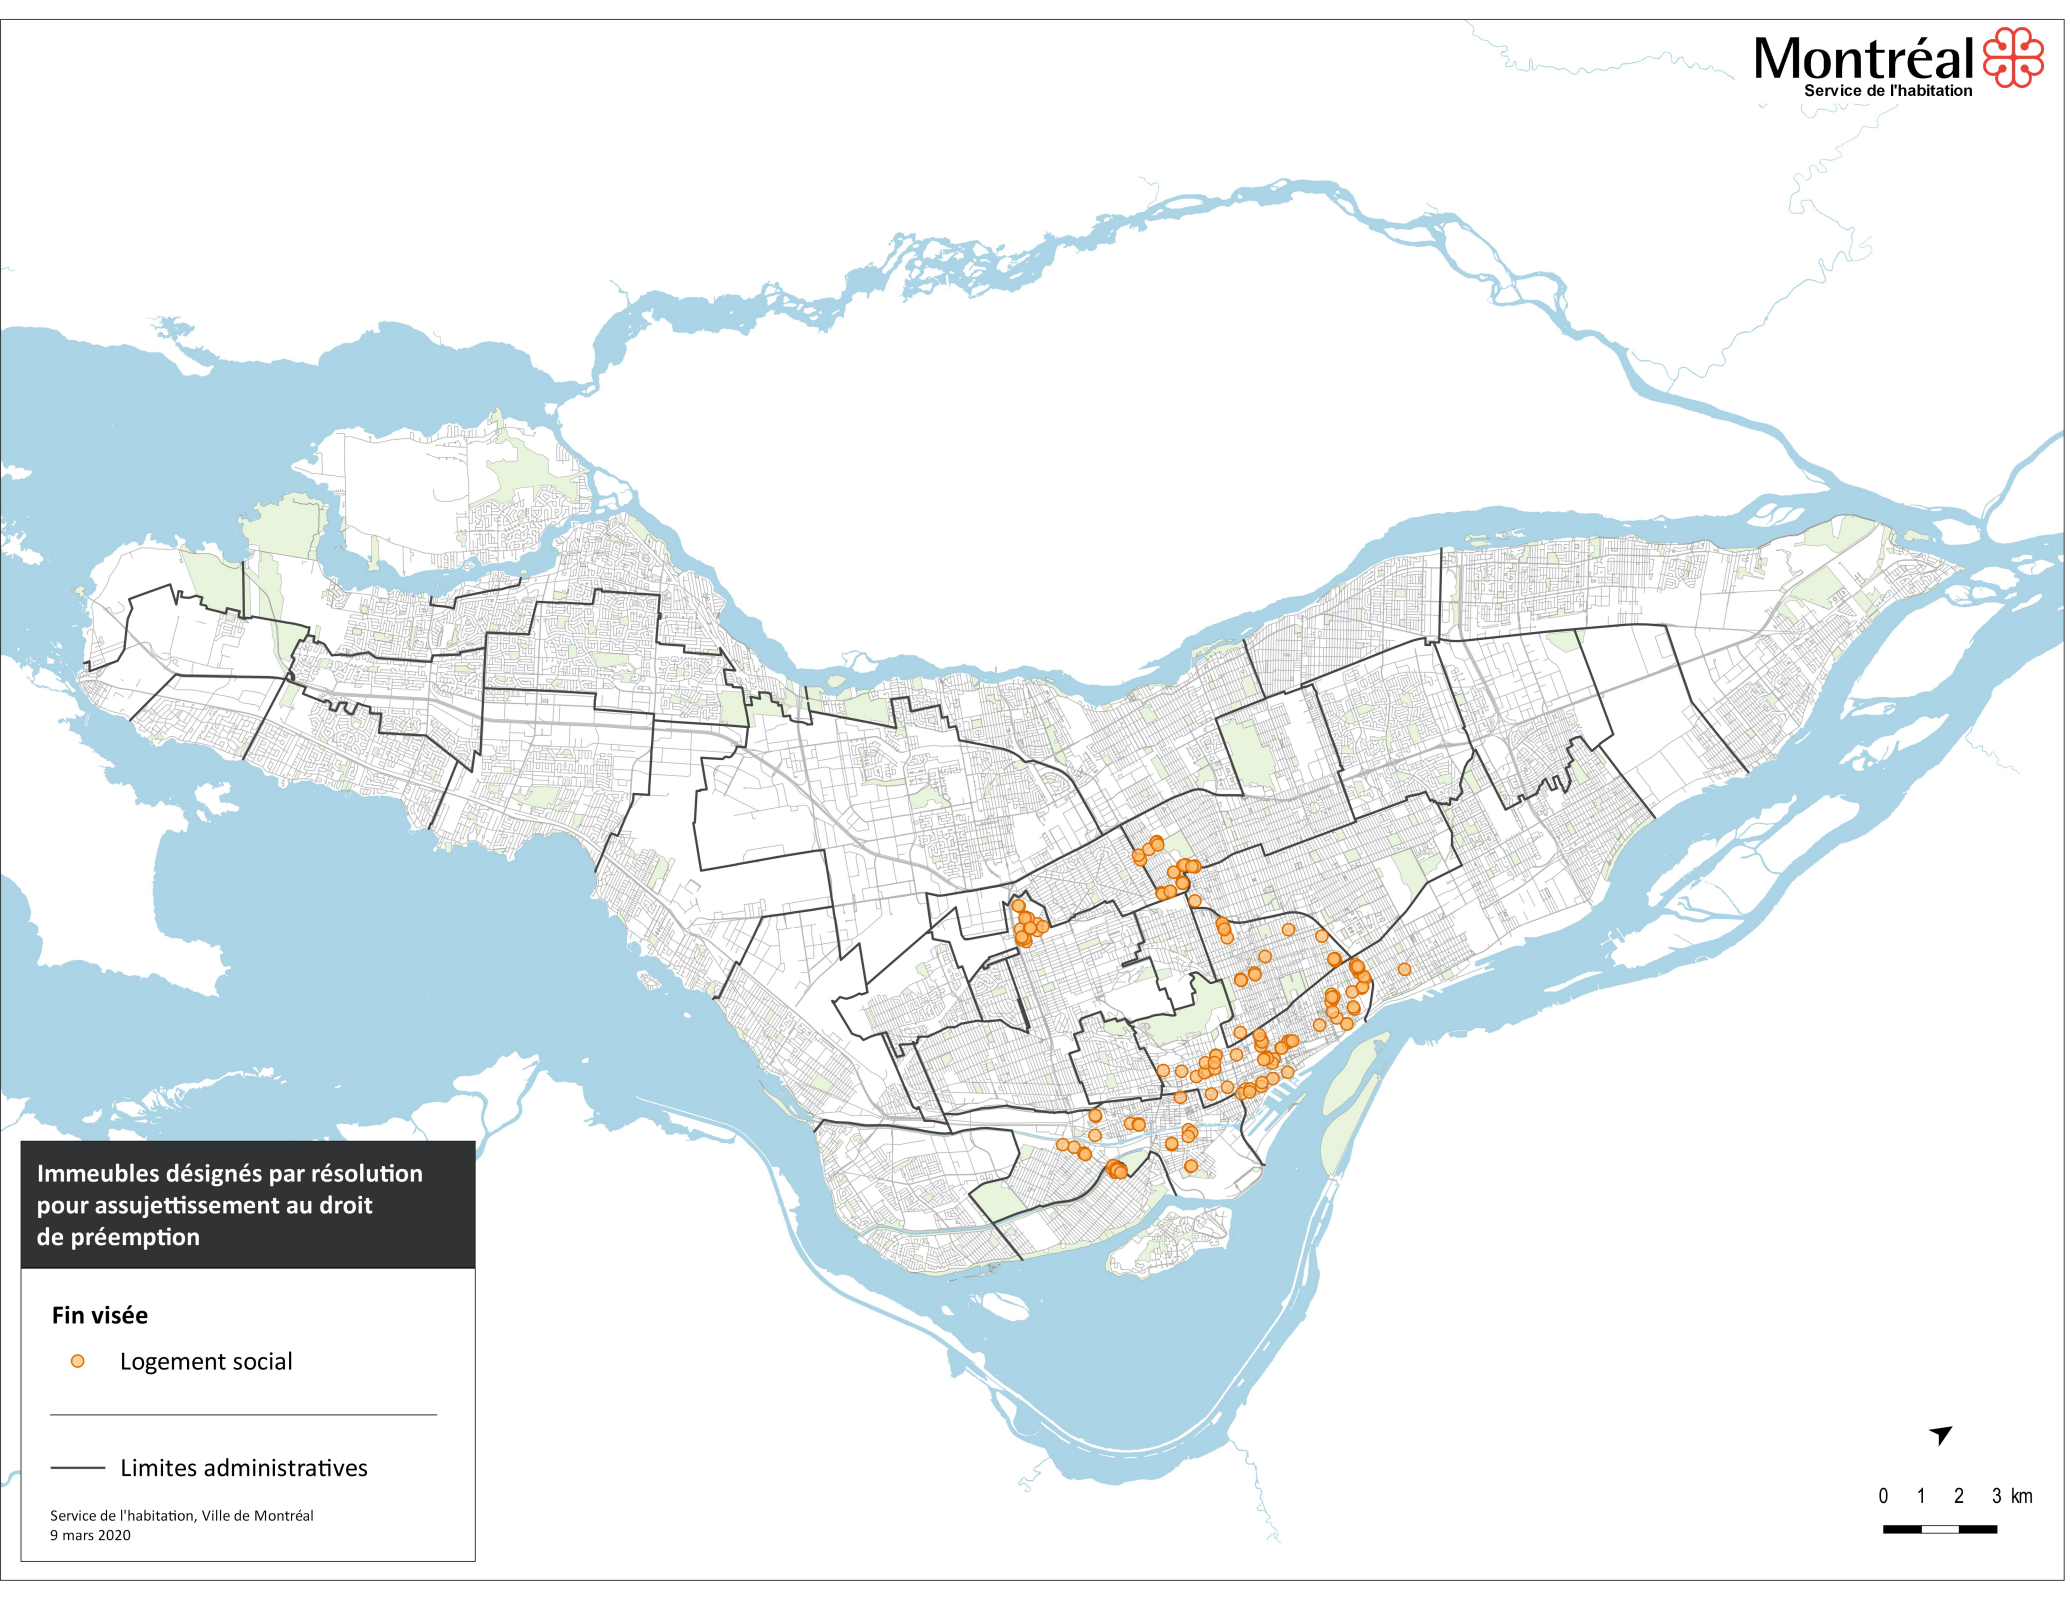 Montréal
Service de l'habitation
Immeubles désignés par résolution
pour assujettissement au droit
de préemption
Fin visée
Logement social
Limites administratives
Service de l'habitation, Ville de Montréal
9 mars 2020
0 1 2 3 km